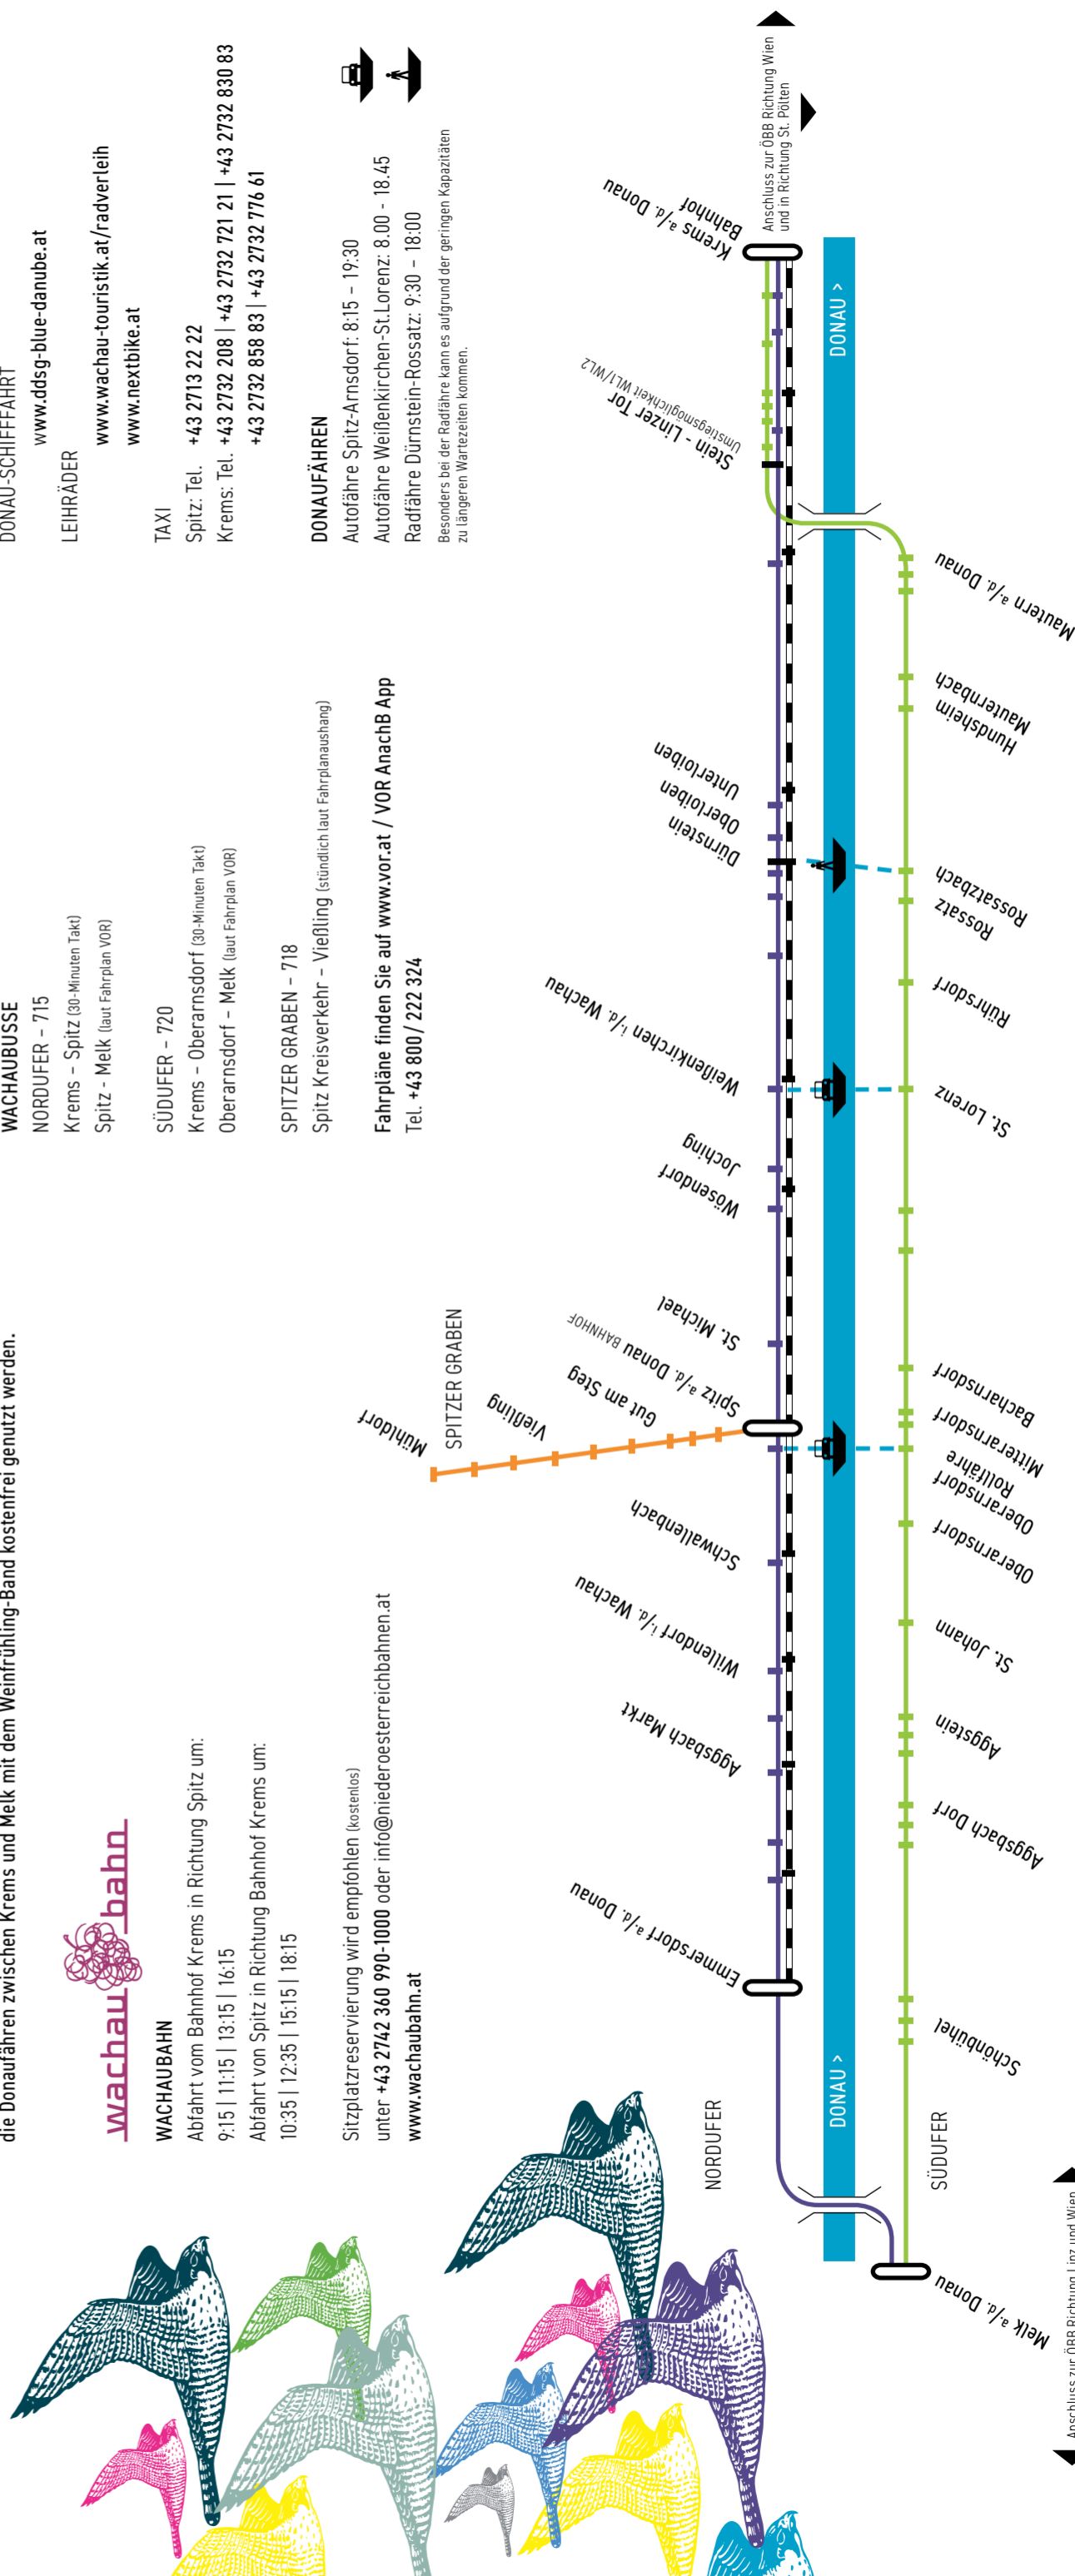 die Donaufähren zwischen Krems und Melk mit dem Weinfrühling-Band kostenfrei genutzt werden.
wachau bahn
WACHAUBAHN
Abfahrt vom Bahnhof Krems in Richtung Spitz um:
9:15 | 11:15 | 13:15 | 16:15
Abfahrt von Spitz in Richtung Bahnhof Krems um:
10:35 | 12:35 | 15:15 | 18:15
Sitzplatzreservierung wird empfohlen (kostenlos)
unter +43 2742 360 990-1000 oder info@niederoesterreichbahnen.at
www.wachaubahn.at
WACHAUBUSSE
NORDUFER – 715
Krems – Spitz (30-Minuten Takt)
Spitz - Melk (laut Fahrplan VOR)
SÜDUFER – 720
Krems – Oberarnsdorf (30-Minuten Takt)
Oberarnsdorf – Melk (laut Fahrplan VOR)
SPITZER GRABEN – 718
Spitz Kreisverkehr – Vießling (stündlich laut Fahrplanaushang)
Fahrpläne finden Sie auf www.vor.at / VOR AnachB App
Tel. +43 800/ 222 324
DONAU-SCHIFFFAHRT
www.ddsg-blue-danube.at
LEIHRÄDER
www.wachau-touristik.at/radverleih
www.nextbike.at
TAXI
Spitz: Tel. +43 2713 22 22
Krems: Tel. +43 2732 208 | +43 2732 721 21 | +43 2732 830 83
+43 2732 858 83 | +43 2732 776 61
DONAUFÄHREN
Autofähre Spitz-Arnsdorf: 8:15 – 19:30
Autofähre Weißenkirchen-St.Lorenz: 8.00 - 18.45
Radfähre Dürnstein-Rossatz: 9:30 – 18:00
Besonders bei der Radfähre kann es aufgrund der geringen Kapazitäten
zu längeren Wartezeiten kommen.
Mühldorf
SPITZER GRABEN
Vießling
Gut am Steg
NORDUFER
Emmersdorf a./d. Donau
Aggsbach Markt
Willendorf i./d. Wachau
Schwallenbach
Spitz a./d. Donau BAHNHOF
St. Michael
Wösendorf
Joching
Weißenkirchen i./d. Wachau
Dürnstein
Oberloiben
Unterloiben
Stein - Linzer Tor
Umstiegsmöglichkeit WL1/WL2
Krems a./d. Donau
Bahnhof
Anschluss zur ÖBB Richtung Wien
und in Richtung St. Pölten
DONAU >
DONAU >
SÜDUFER
Melk a./d. Donau
Schönbühel
Aggsbach Dorf
Aggstein
St. Johann
Oberarnsdorf
Oberarnsdorf
Rollfähre
Mitterarnsdorf
Bacharnsdorf
St. Lorenz
Rührsdorf
Rossatz
Rossatzbach
Hundsheim
Mauternbach
Mautern a./d. Donau
Anschluss zur ÖBB Richtung Linz und Wien